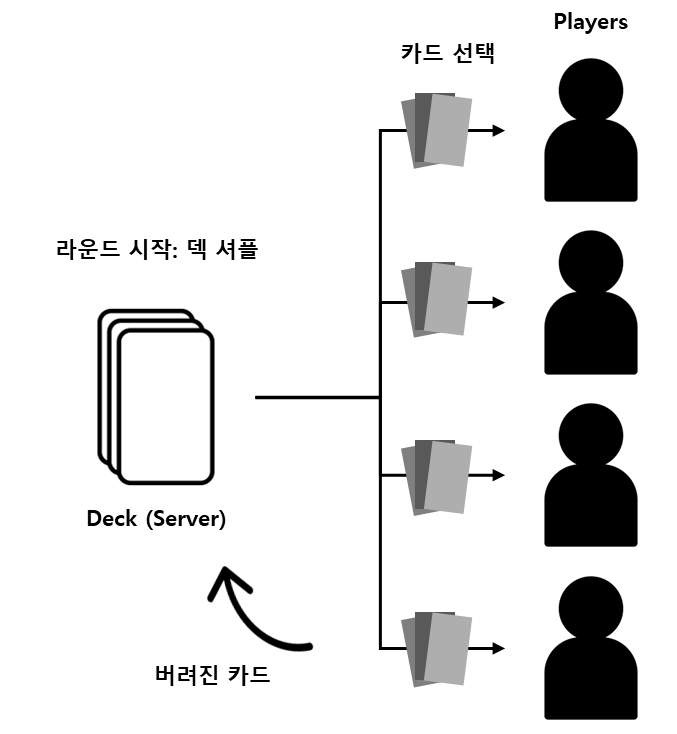 Players
카드 선택
라운드 시작: 덱 셔플
Deck (Server)
버려진 카드